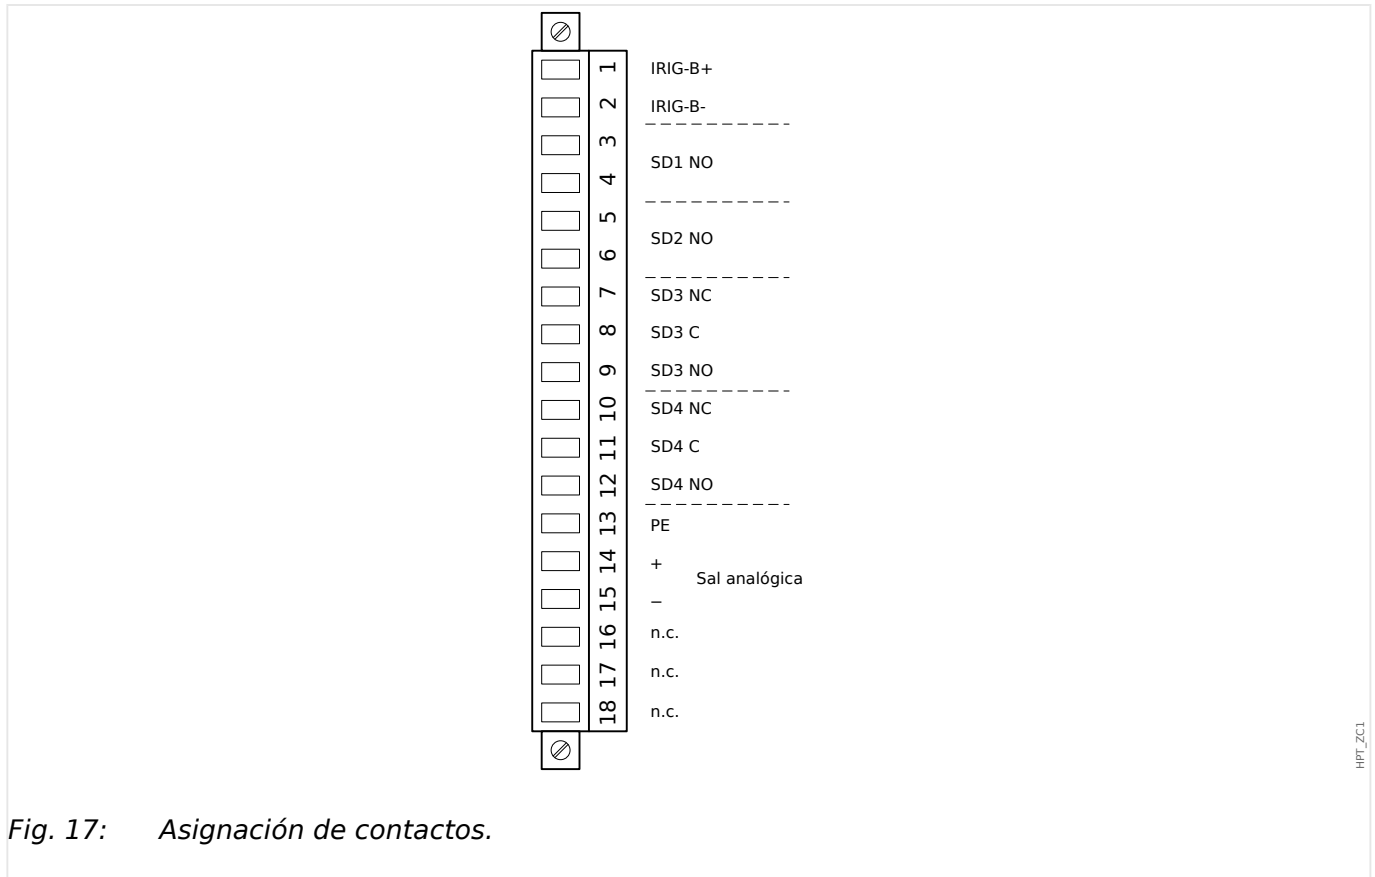 1 IRIG-B+
2 IRIG-B-
3
SD1 NO
4
5
SD2 NO
6
7 SD3 NC
8 SD3 C
9 SD3 NO
10 SD4 NC
11 SD4 C
12 SD4 NO
13 PE
14 +
Sal analógica
15 −
16 n.c.
17 n.c.
18 n.c.
HPT_ZC1
Fig. 17: Asignación de contactos.